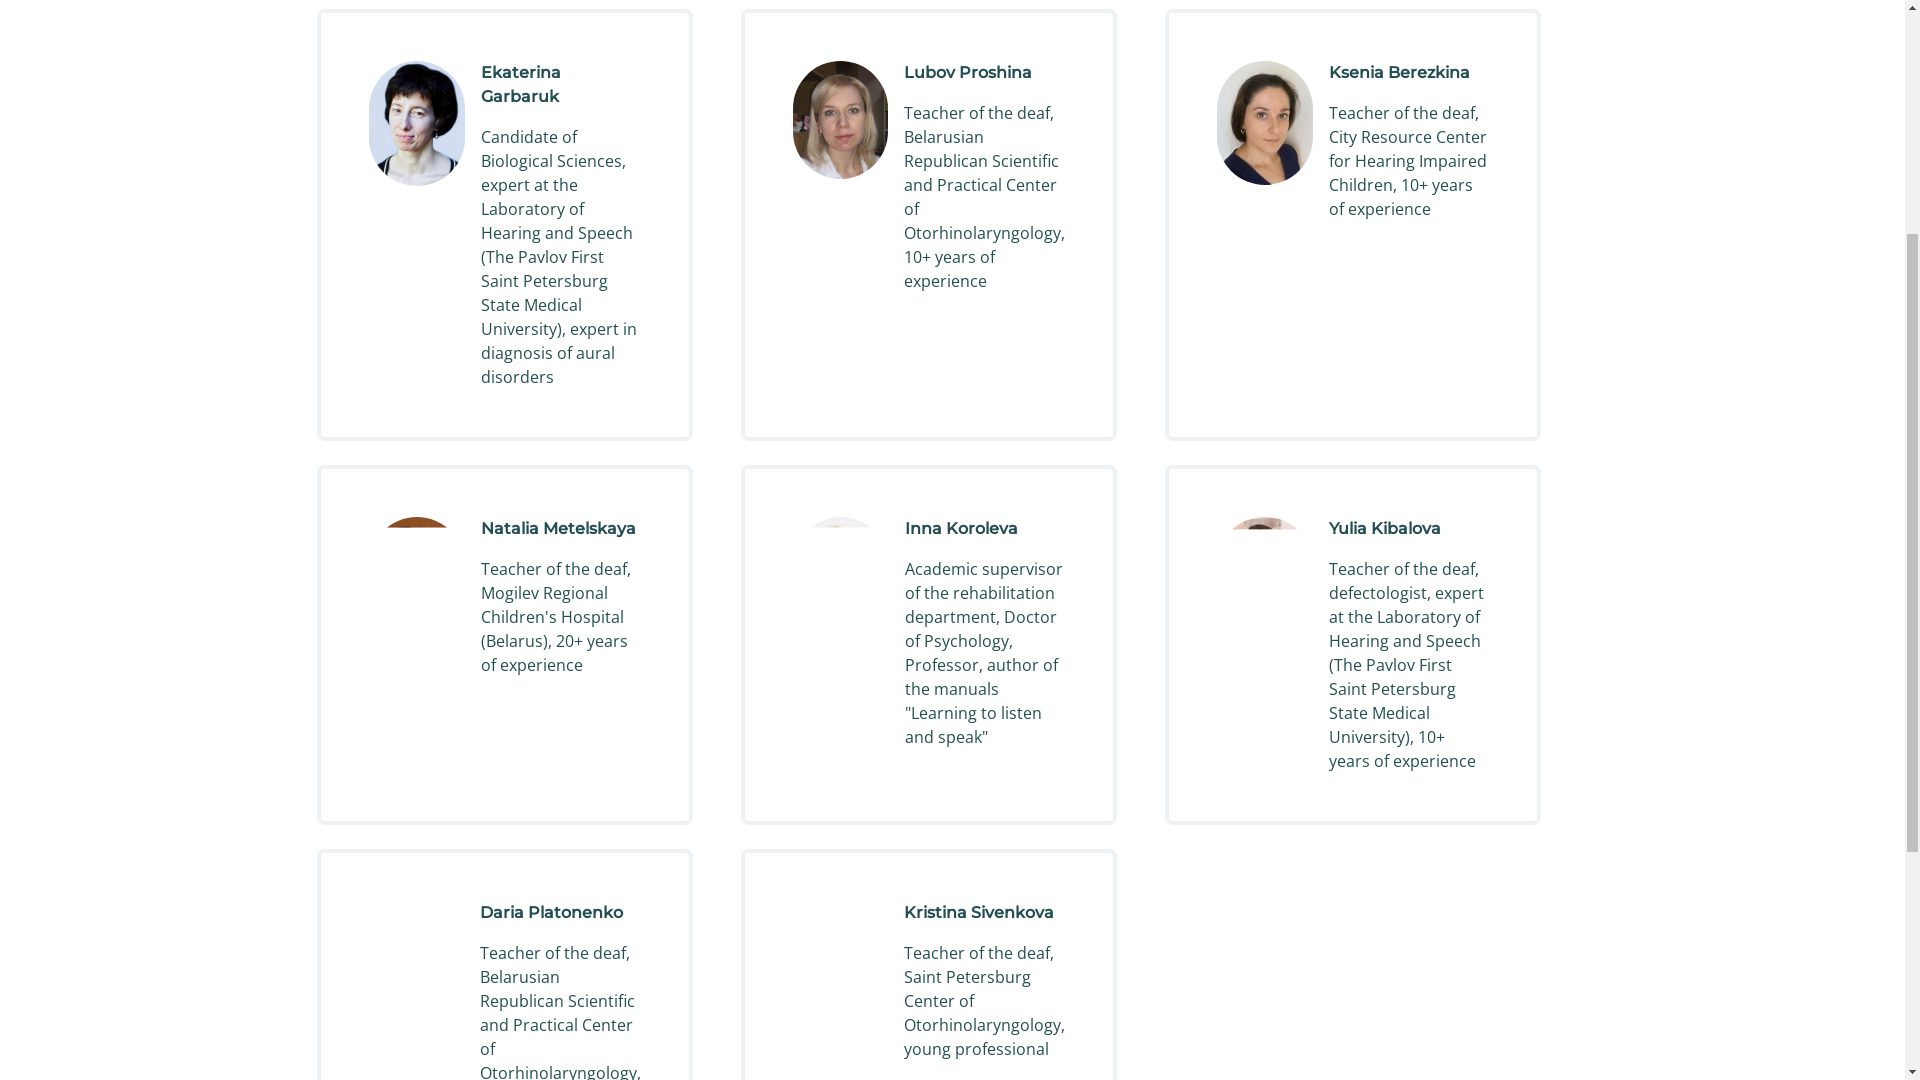 Ekaterina
Garbaruk
Candidate of
Biological Sciences,
expert at the
Laboratory of
Hearing and Speech
(The Pavlov First
Saint Petersburg
State Medical
University), expert in
diagnosis of aural
disorders
Lubov Proshina
Teacher of the deaf,
Belarusian
Republican Scientific
and Practical Center
of
Otorhinolaryngology,
10+ years of
experience
Ksenia Berezkina
Teacher of the deaf,
City Resource Center
for Hearing Impaired
Children, 10+ years
of experience
Natalia Metelskaya
Teacher of the deaf,
Mogilev Regional
Children's Hospital
(Belarus), 20+ years
of experience
Inna Koroleva
Academic supervisor
of the rehabilitation
department, Doctor
of Psychology,
Professor, author of
the manuals
"Learning to listen
and speak"
Yulia Kibalova
Teacher of the deaf,
defectologist, expert
at the Laboratory of
Hearing and Speech
(The Pavlov First
Saint Petersburg
State Medical
University), 10+
years of experience
Daria Platonenko
Teacher of the deaf,
Belarusian
Republican Scientific
and Practical Center
of
Otorhinolaryngology,
Kristina Sivenkova
Teacher of the deaf,
Saint Petersburg
Center of
Otorhinolaryngology,
young professional